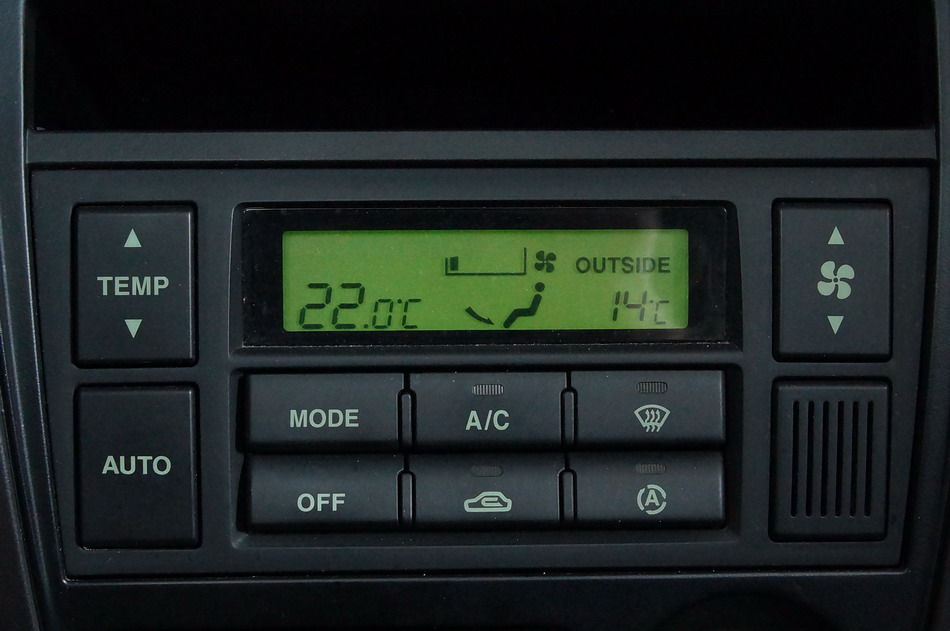 OUTSIDE
22.0°C
14°C
TEMP
AUTO
MODE
A/C
OFF
A